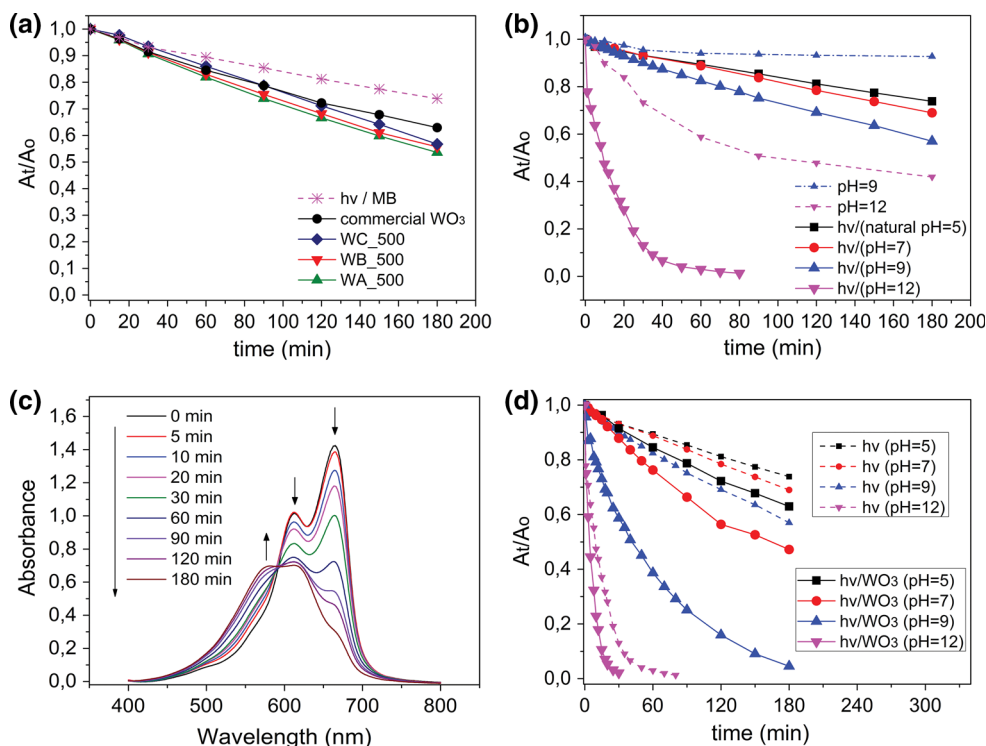 (a)
1,0
0,9
0,8
0,7
0,6
0,5
0,4
0,3
0,2
0,1
0,0
At/Ao
hv / MB
commercial WO3
WC_500
WB_500
WA_500
0 20 40 60 80 100 120 140 160 180 200
time (min)
(b)
1,0
0,8
0,6
0,4
0,2
0,0
At/Ao
pH=9
pH=12
hv/(natural pH=5)
hv/(pH=7)
hv/(pH=9)
hv/(pH=12)
20 40 60 80 100 120 140 160 180 200
time (min)
(c)
1,6
1,4
1,2
1,0
0,8
0,6
0,4
0,2
0,0
Absorbance
0 min
5 min
10 min
20 min
30 min
60 min
90 min
120 min
180 min
400 500 600 700 800
Wavelength (nm)
(d)
1,0
0,8
0,6
0,4
0,2
0,0
At/Ao
hv (pH=5)
hv (pH=7)
hv (pH=9)
hv (pH=12)
hv/WO3 (pH=5)
hv/WO3 (pH=7)
hv/WO3 (pH=9)
hv/WO3 (pH=12)
0 60 120 180 240 300
time (min)